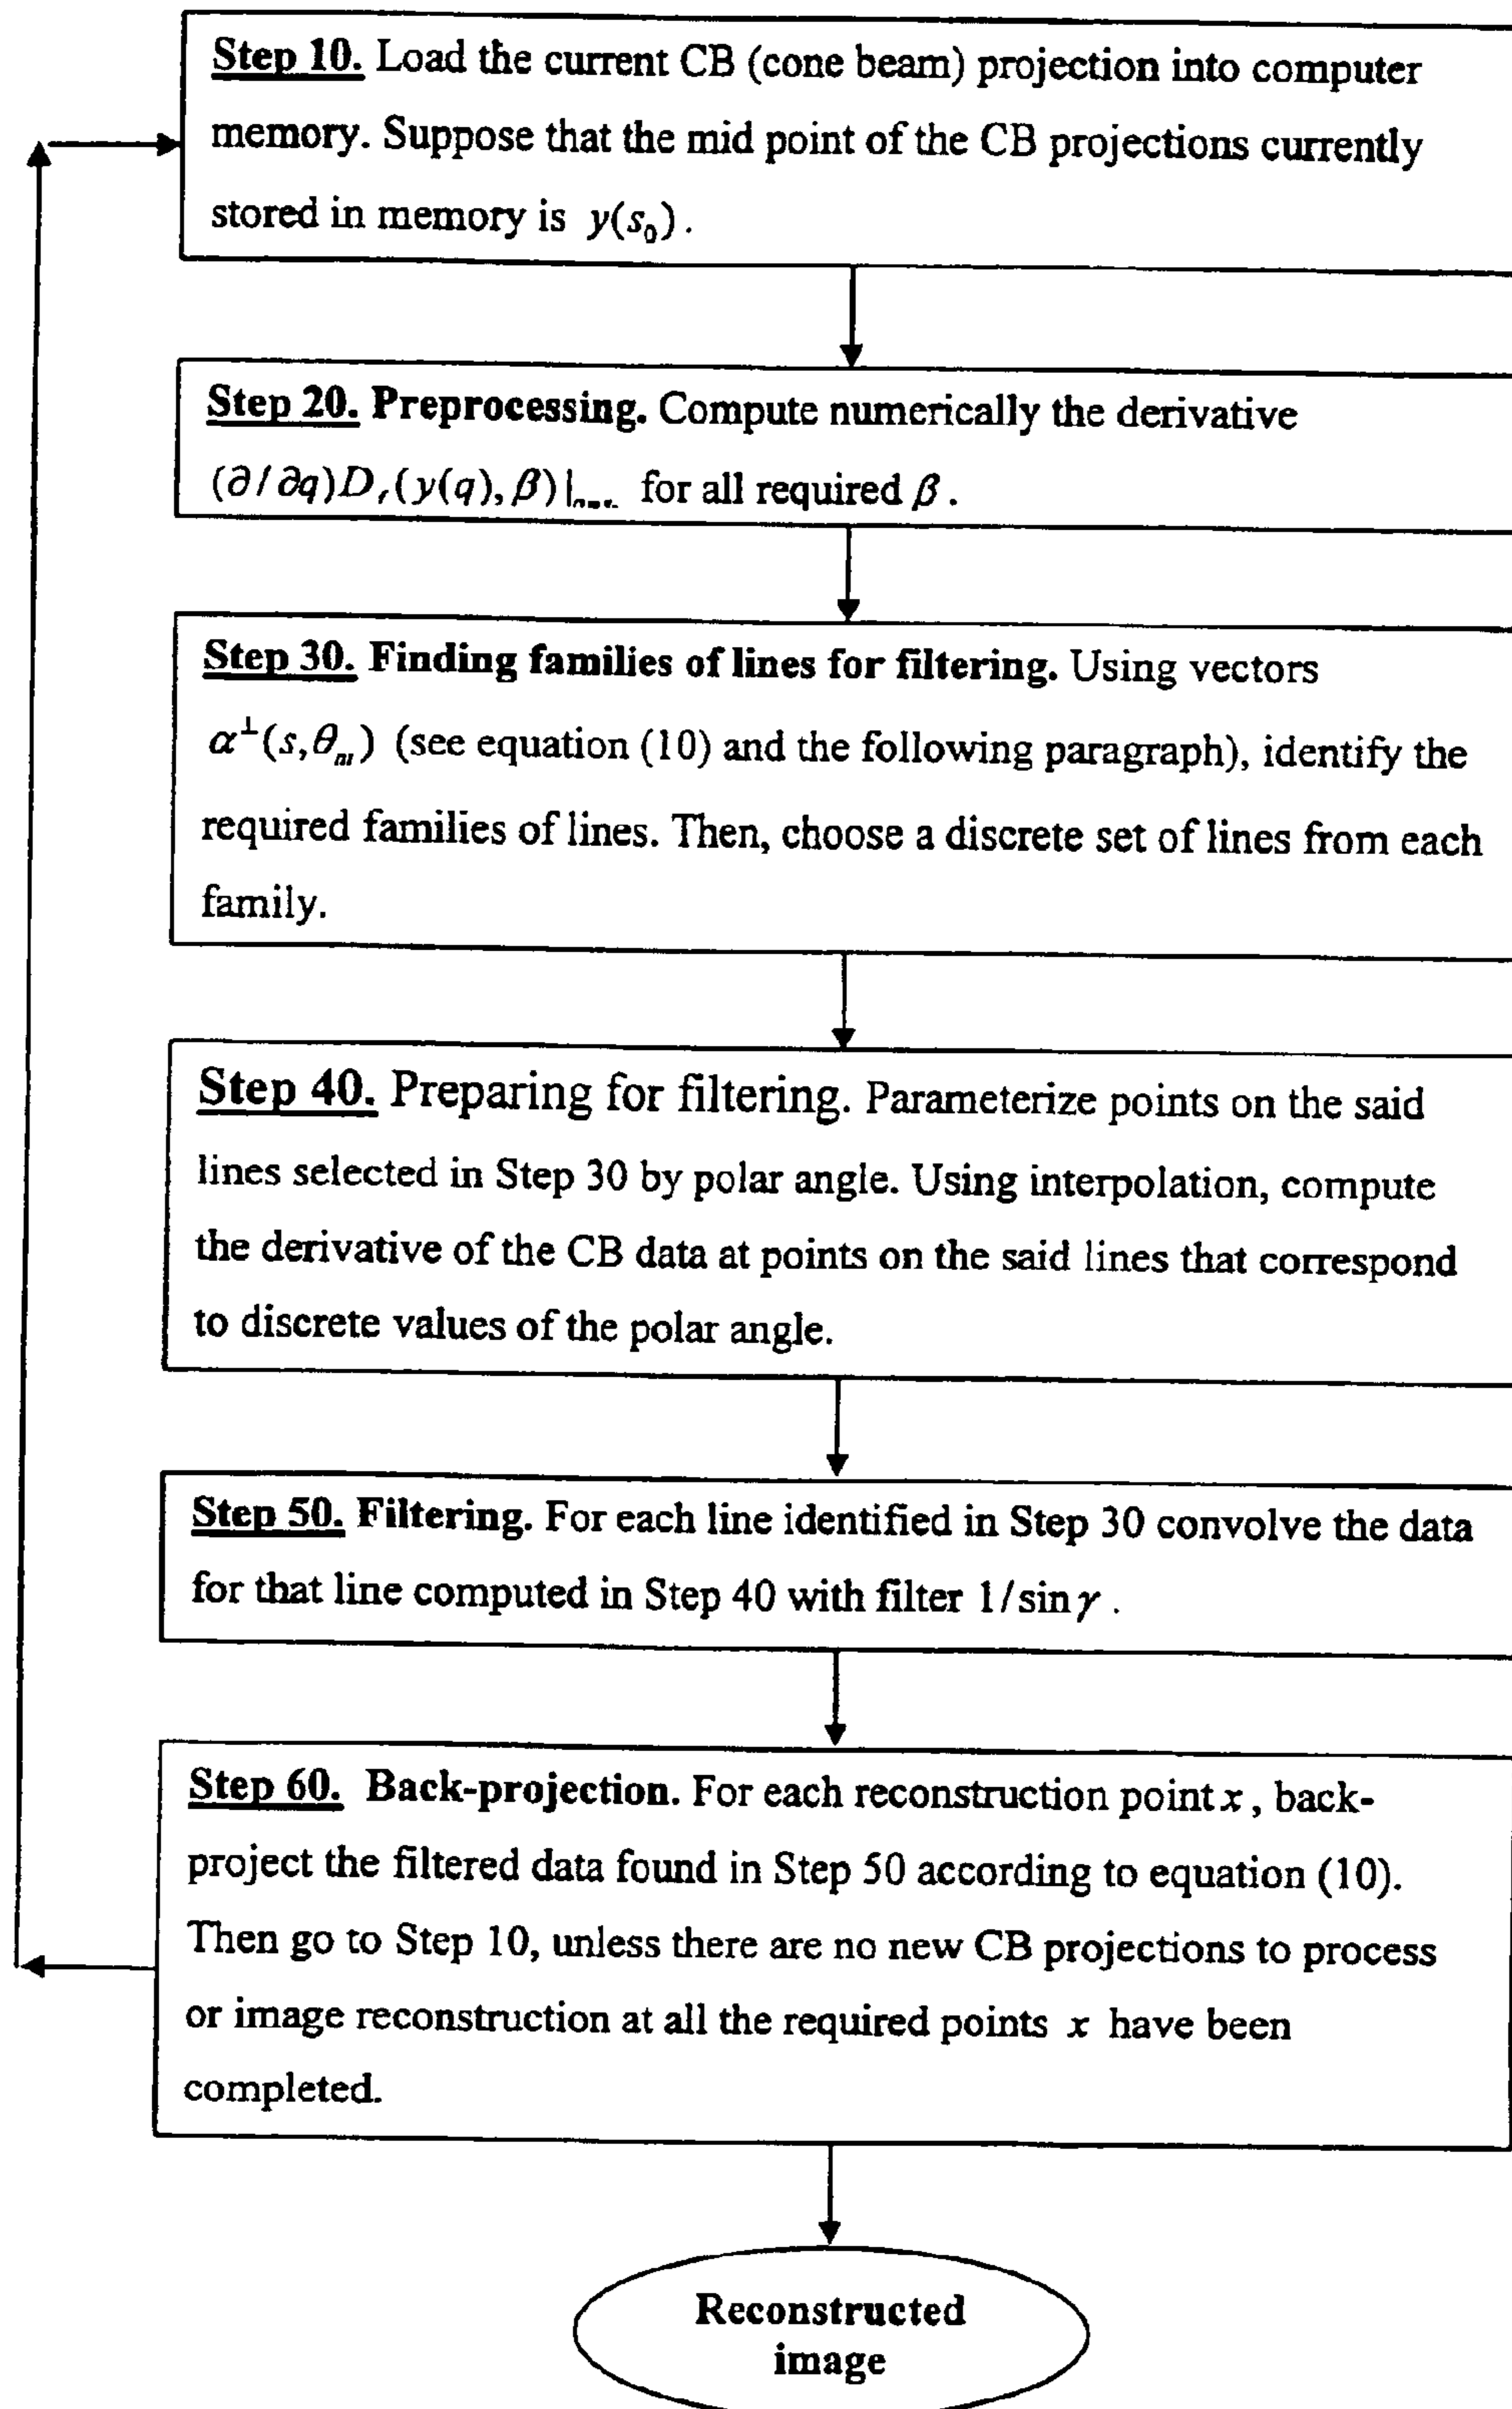 Step 10. Load the current CB (cone beam) projection into computer
memory. Suppose that the mid point of the CB projections currently
stored in memory is y(s₀).
Step 20. Preprocessing. Compute numerically the derivative
(∂/∂q)D (y(q), β)| for all required β.
Step 30. Finding families of lines for filtering. Using vectors
α⊥(s,θ) (see equation (10) and the following paragraph), identify the
required families of lines. Then, choose a discrete set of lines from each
family.
Step 40. Preparing for filtering. Parameterize points on the said
lines selected in Step 30 by polar angle. Using interpolation, compute
the derivative of the CB data at points on the said lines that correspond
to discrete values of the polar angle.
Step 50. Filtering. For each line identified in Step 30 convolve the data
for that line computed in Step 40 with filter 1/sin γ.
Step 60. Back-projection. For each reconstruction point x, back-
project the filtered data found in Step 50 according to equation (10).
Then go to Step 10, unless there are no new CB projections to process
or image reconstruction at all the required points x have been
completed.
Reconstructed
image